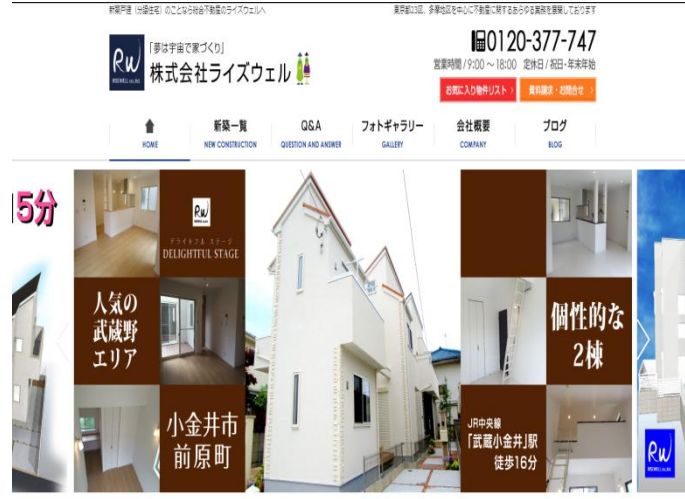 新築戸建(分譲住宅)のことなら総合不動産のライズウェルへ
東京都23区、多摩地区を中心に不動産に関するあらゆる業務を展開しております
Rw
「夢は宇宙で家づくり」
株式会社ライズウェル
0120-377-747
営業時間/9:00~18:00 定休日/祝日・年末年始
お気に入り物件リスト
資料請求・お問合せ
HOME
新築一覧
NEW CONSTRUCTION
Q&A
QUESTION AND ANSWER
フォトギャラリー
GALLERY
会社概要
COMPANY
ブログ
BLOG
5分
Rw
デライトフル ステージ
DELIGHTFUL STAGE
人気の
武蔵野
エリア
小金井市
前原町
個性的な
2棟
JR中央線
「武蔵小金井」駅
徒歩16分
Rw